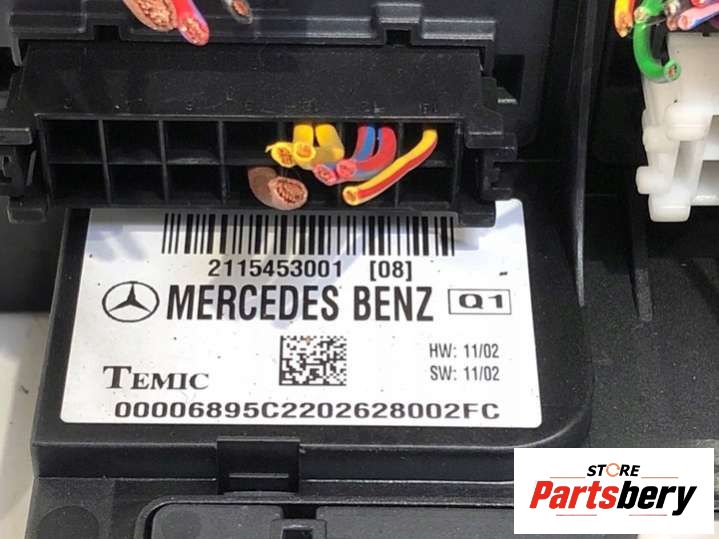 2115453001 [08]
MERCEDES BENZ Q1
HW: 11/02
SW: 11/02
TEMIC
00006895C2202628002FC
STORE
Partsbery